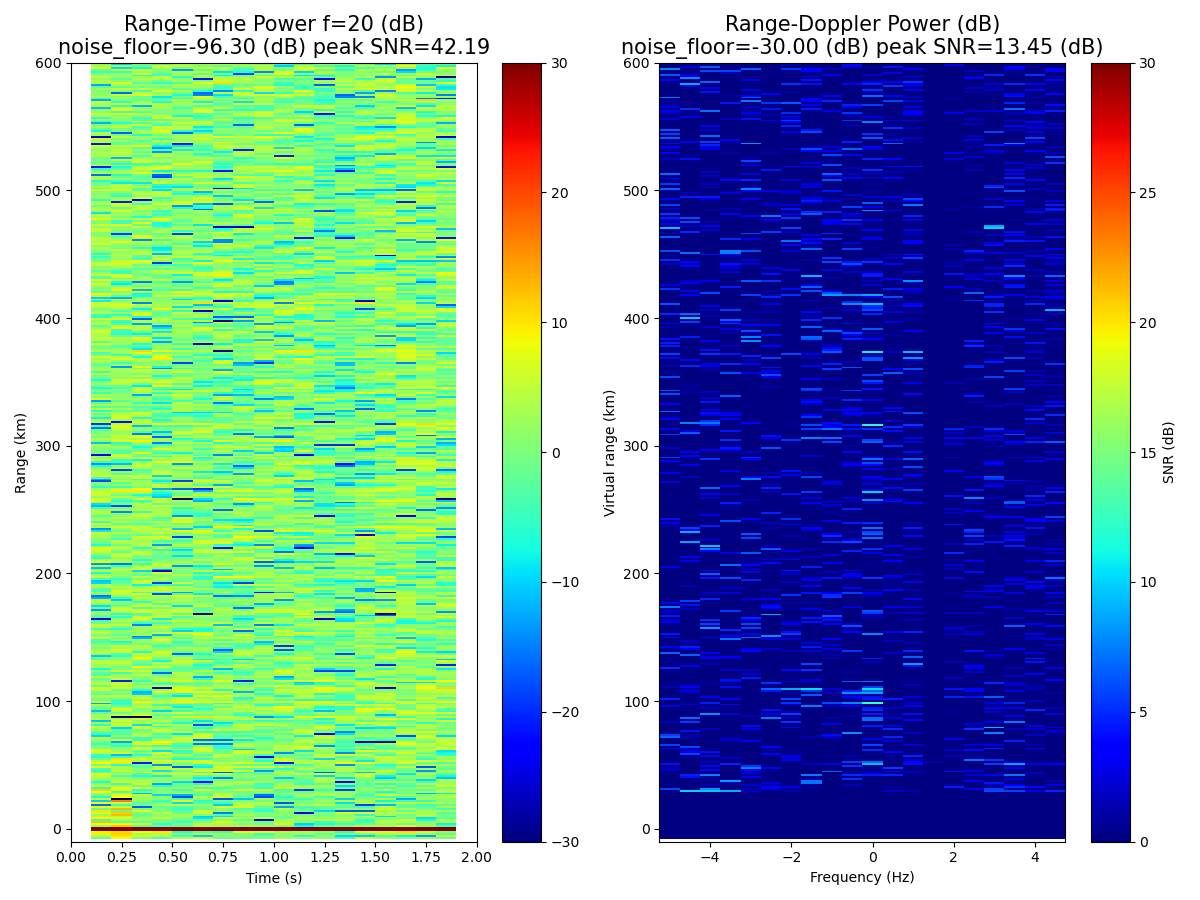 Range-Time Power f=20 (dB)
noise_floor=-96.30 (dB) peak SNR=42.19
600
500
400
300
200
100
0
Range (km)
0.00 0.25 0.50 0.75 1.00 1.25 1.50 1.75 2.00
Time (s)
30
20
10
0
−10
−20
−30
Range-Doppler Power (dB)
noise_floor=-30.00 (dB) peak SNR=13.45 (dB)
600
500
400
300
200
100
0
Virtual range (km)
−4 −2 0 2 4
Frequency (Hz)
30
25
20
15
10
5
0
SNR (dB)